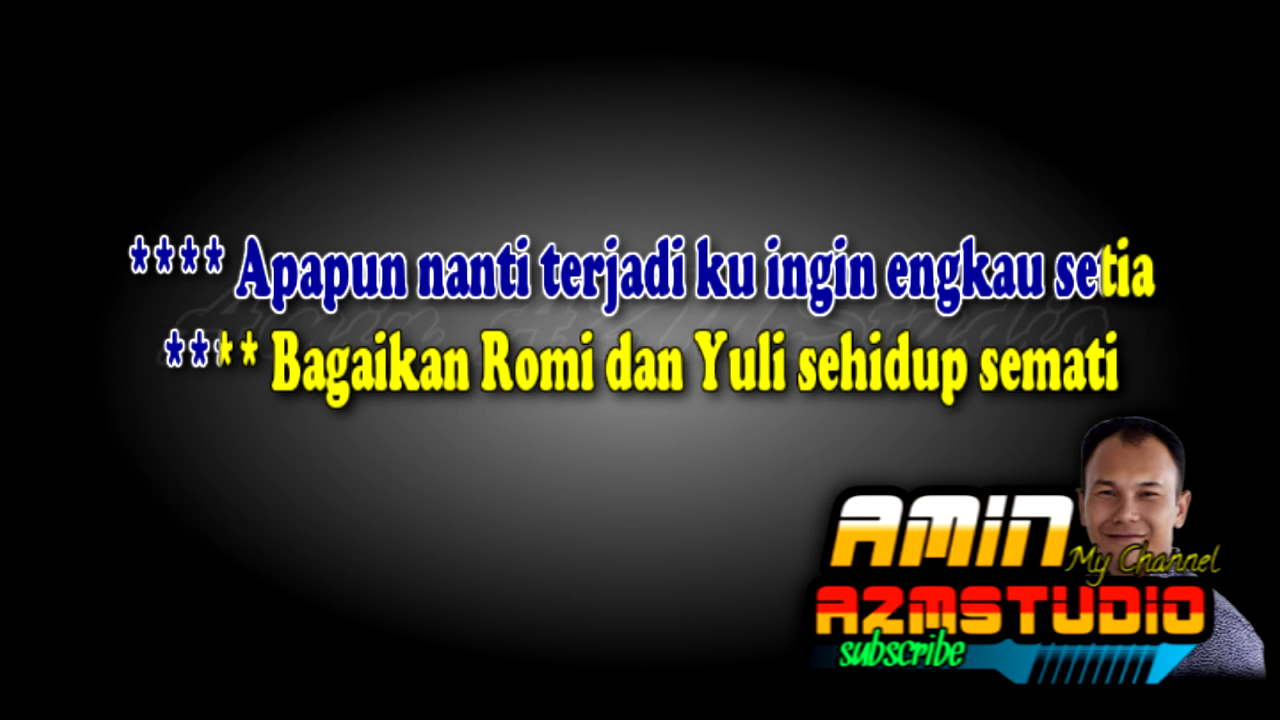 **** Apapun nanti terjadi ku ingin engkau setia
**** Bagaikan Romi dan Yuli sehidup semati
AMIN
My Channel
AZMSTUDIO
subscribe